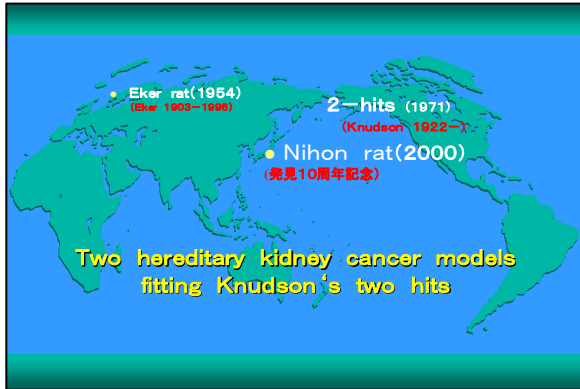 Eker rat(1954)
(Eker 1903－1996)
2－hits (1971)
(Knudson 1922－)
Nihon rat(2000)
(発見10周年記念)
Two hereditary kidney cancer models
fitting Knudson‘s two hits